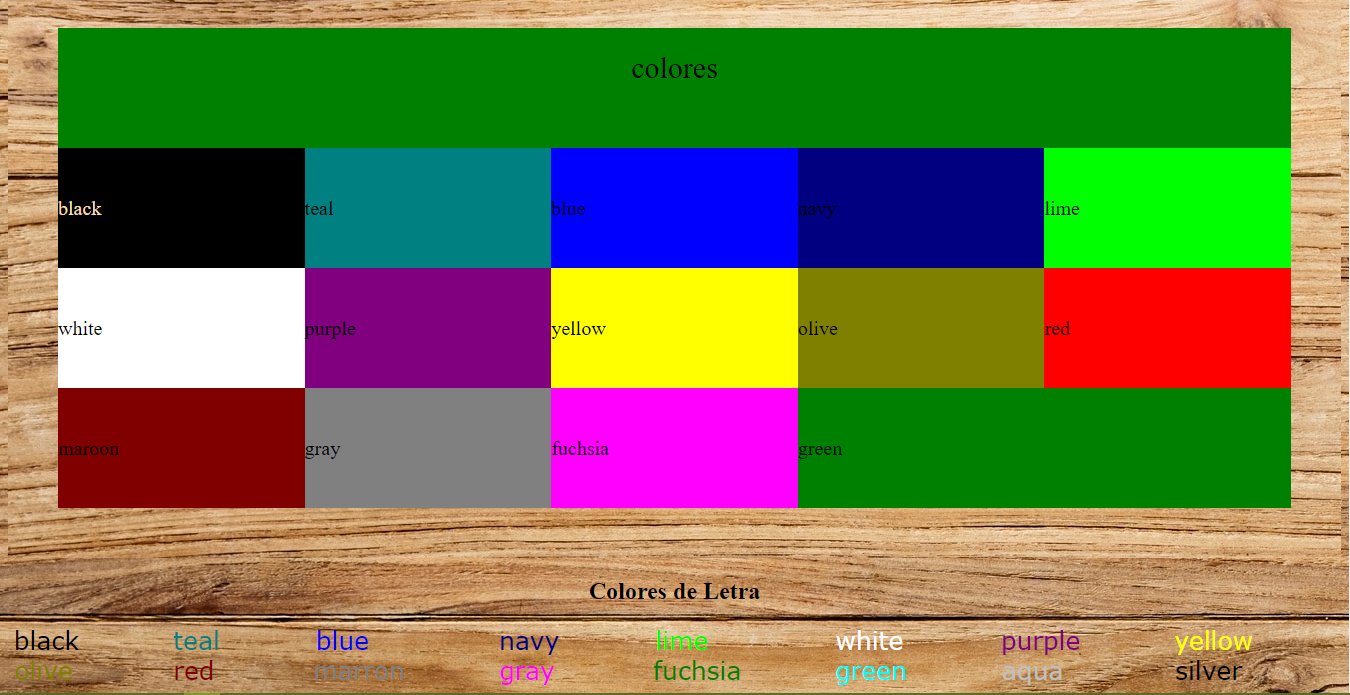 colores
black teal blue navy lime
white purple yellow olive red
maroon gray fuchsia green
Colores de Letra
black teal blue navy lime white purple yellow
olive red marron gray fuchsia green aqua silver